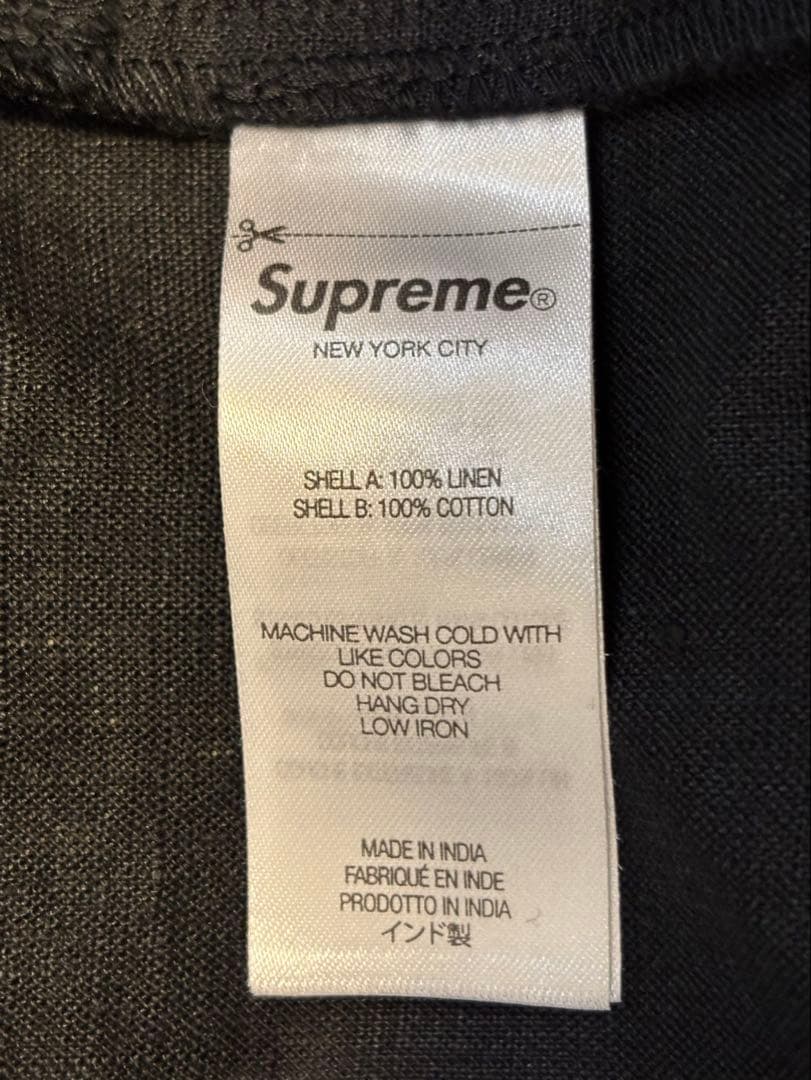 Supreme®
NEW YORK CITY
SHELL A: 100% LINEN
SHELL B: 100% COTTON
MACHINE WASH COLD WITH
LIKE COLORS
DO NOT BLEACH
HANG DRY
LOW IRON
MADE IN INDIA
FABRIQUÉ EN INDE
PRODOTTO IN INDIA
インド製